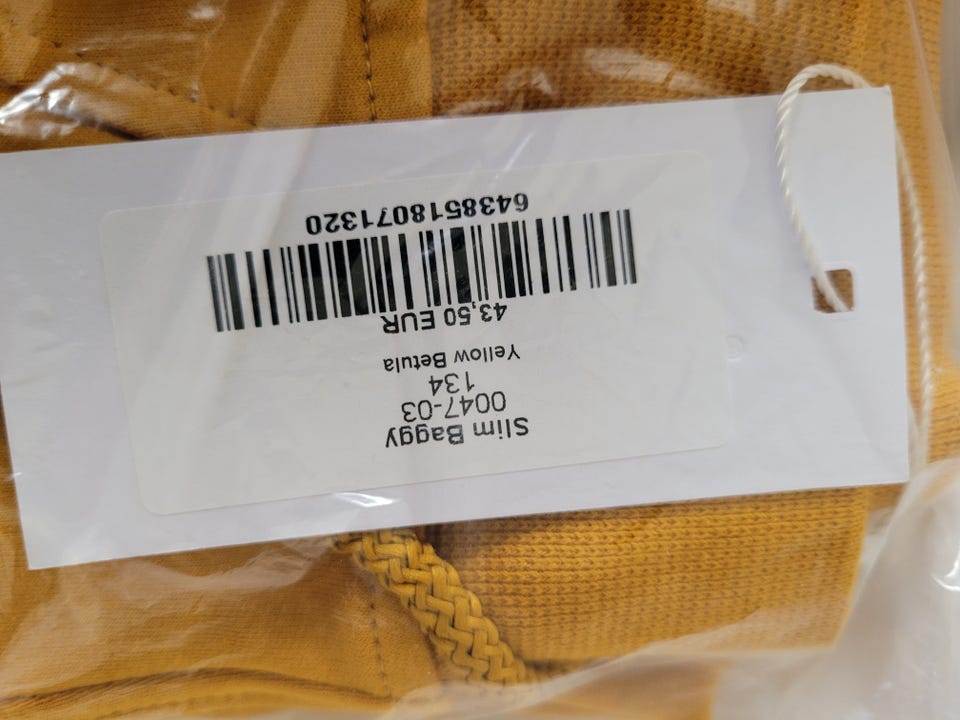 Slim Baggy
0047-03
134
Yellow Betula
43,50 EUR
6438518071320